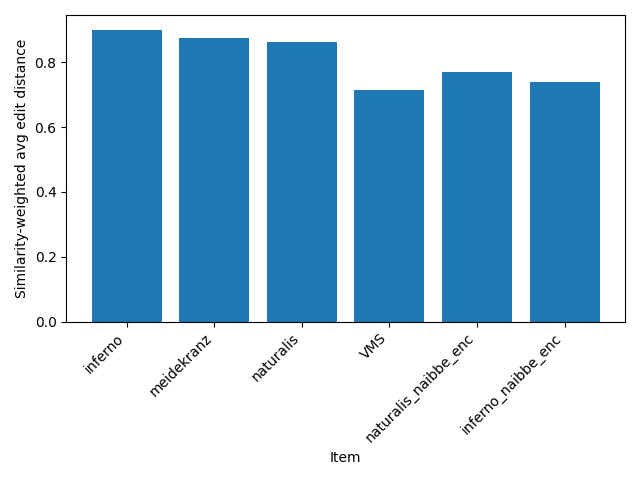 Similarity-weighted avg edit distance
0.8
0.6
0.4
0.2
0.0
inferno
meidekranz
naturalis
VMS
naturalis_naibbe_enc
inferno_naibbe_enc
Item